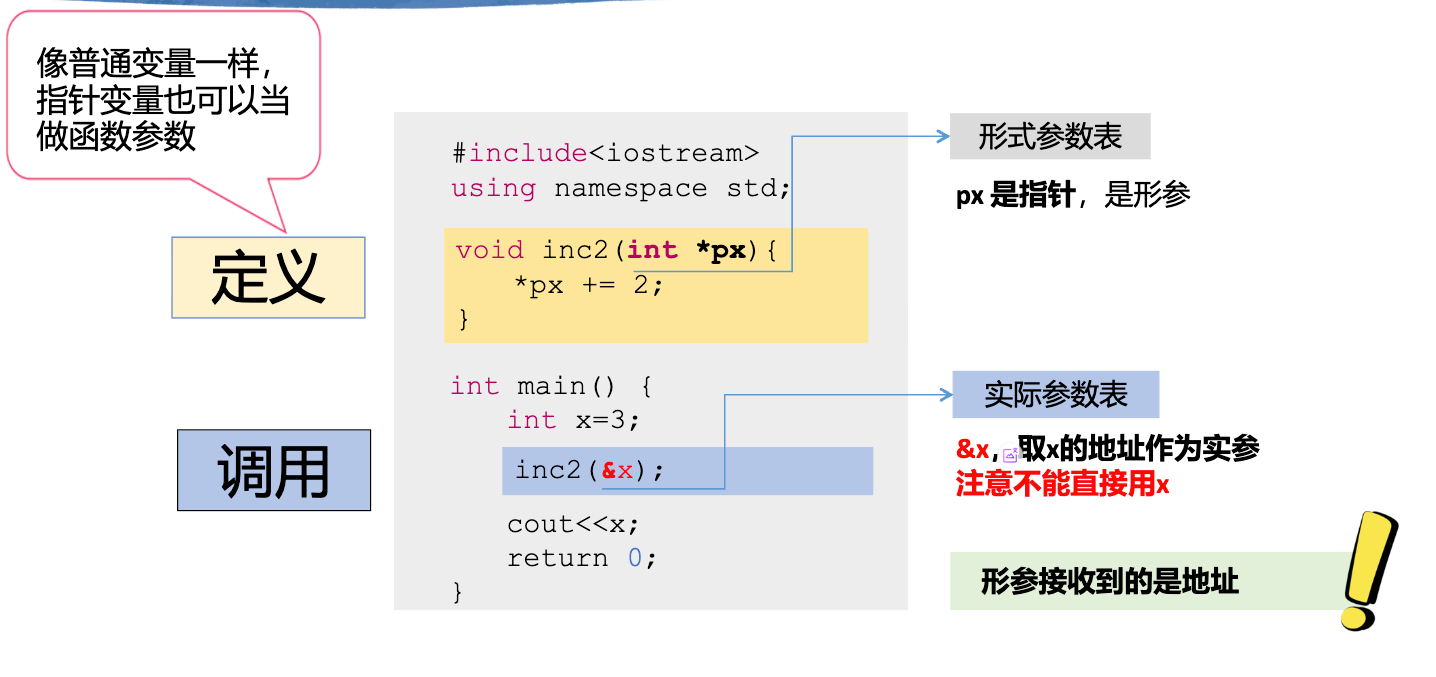 像普通变量一样，
指针变量也可以当
做函数参数
#include<iostream>
using namespace std;
形式参数表
px 是指针，是形参
定义
void inc2(int *px){
*px += 2;
}
int main() {
int x=3;
实际参数表
调用
inc2(&x);
&x, 取x的地址作为实参
注意不能直接用x
cout<<x;
return 0;
}
形参接收到的是地址